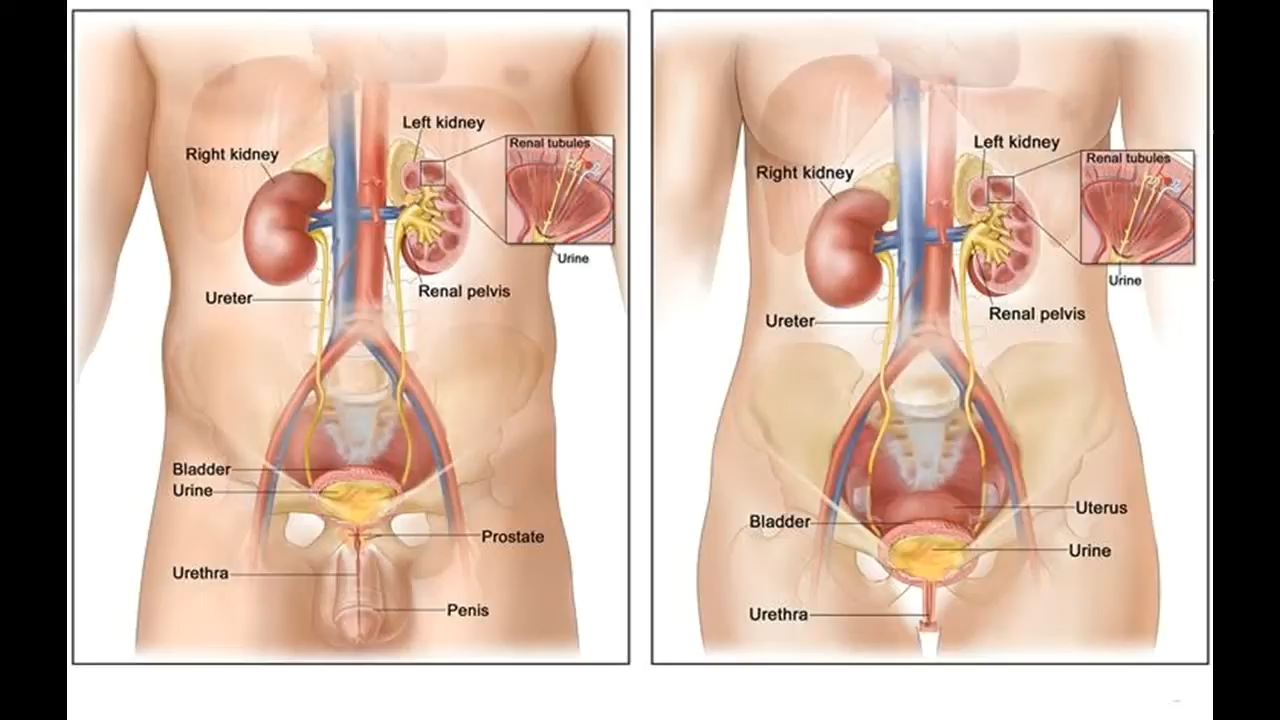 Left kidney
Renal tubules
Right kidney
Urine
Renal pelvis
Ureter
Bladder
Urine
Prostate
Urethra
Penis
Left kidney
Renal tubules
Right kidney
Urine
Renal pelvis
Ureter
Uterus
Bladder
Urine
Urethra